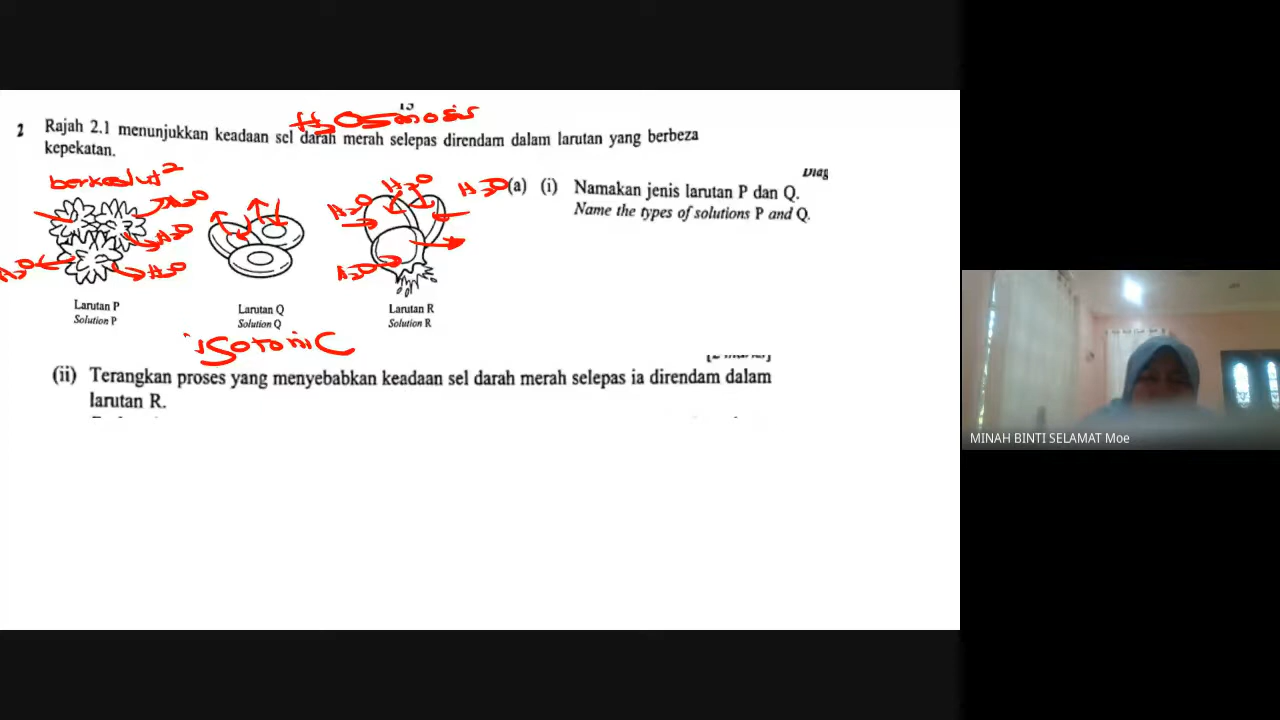 H₂Osmosis
2 Rajah 2.1 menunjukkan keadaan sel darah merah selepas direndam dalam larutan yang berbeza
kepekatan.
berkedut²
H₂O
H₂O
H₂O
H₂O
Larutan P
Solution P
Larutan Q
Solution Q
isotonic
H₂O
H₂O
H₂O
H₂O
Larutan R
Solution R
(a) (i) Namakan jenis larutan P dan Q.
Name the types of solutions P and Q.
(ii) Terangkan proses yang menyebabkan keadaan sel darah merah selepas ia direndam dalam
larutan R.
MINAH BINTI SELAMAT Moe